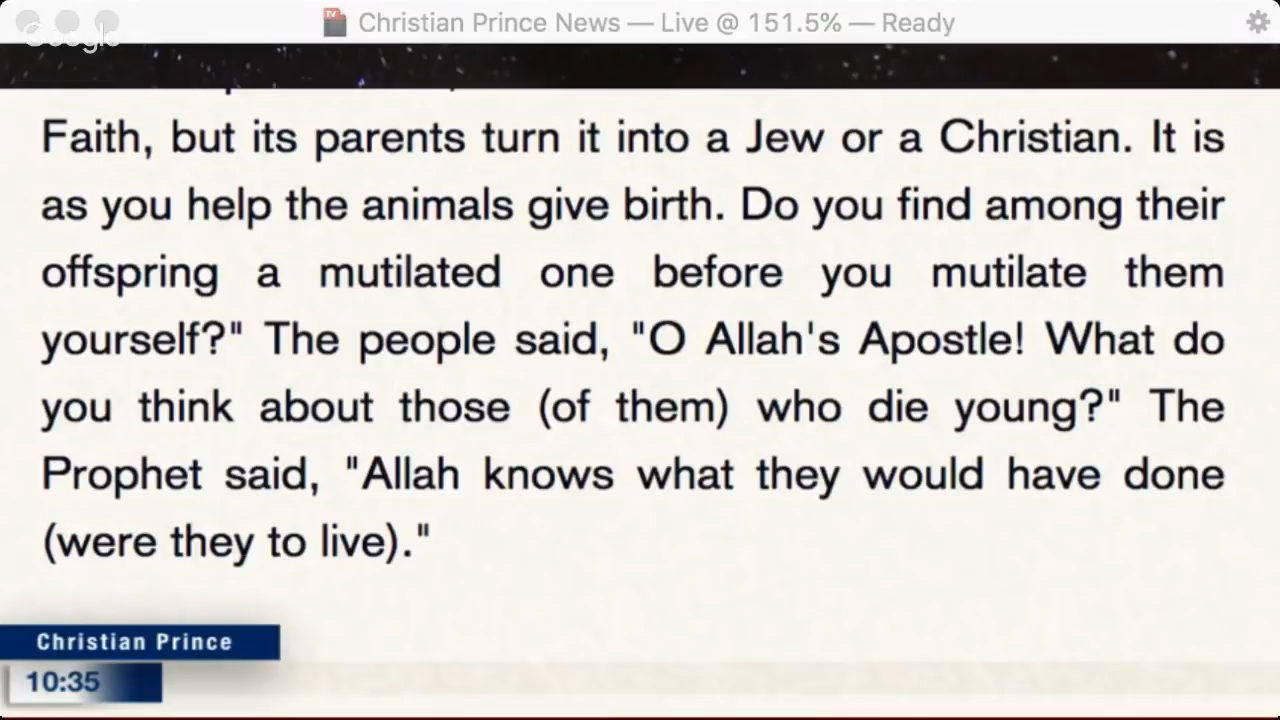 Christian Prince News — Live @ 151.5% — Ready
Google
Faith, but its parents turn it into a Jew or a Christian. It is
as you help the animals give birth. Do you find among their
offspring a mutilated one before you mutilate them
yourself?" The people said, "O Allah's Apostle! What do
you think about those (of them) who die young?" The
Prophet said, "Allah knows what they would have done
(were they to live)."
Christian Prince
10:35